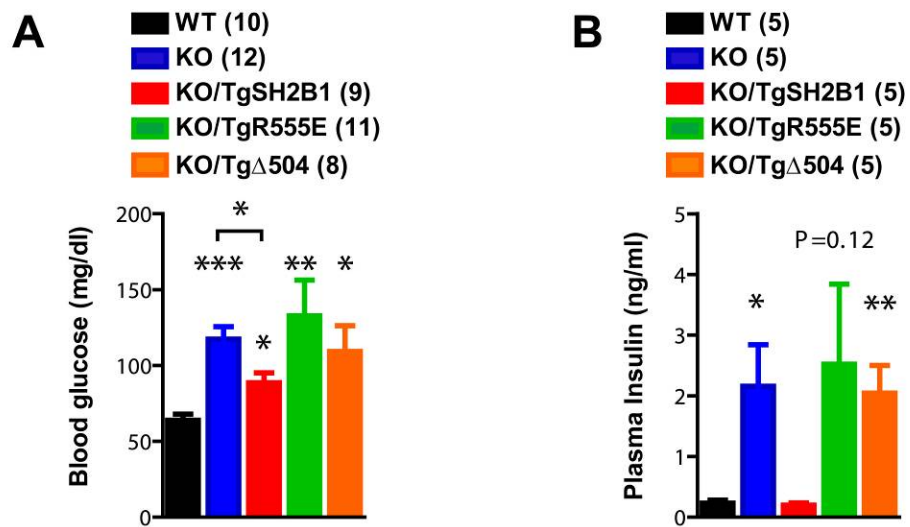 A
WT (10)
KO (12)
KO/TgSH2B1 (9)
KO/TgR555E (11)
KO/TgΔ504 (8)
Blood glucose (mg/dl)
200
150
100
50
0
*
***
*
**
*
B
WT (5)
KO (5)
KO/TgSH2B1 (5)
KO/TgR555E (5)
KO/TgΔ504 (5)
Plasma Insulin (ng/ml)
5
4
3
2
1
0
P=0.12
*
**